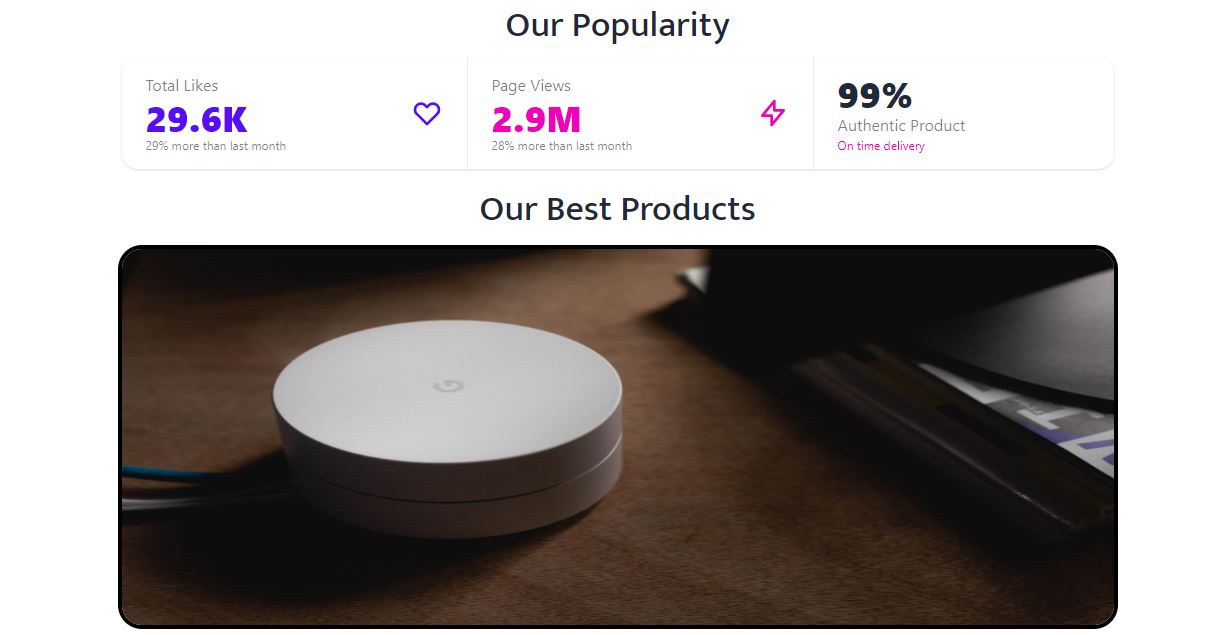 Our Popularity
Total Likes
29.6K
29% more than last month
Page Views
2.9M
28% more than last month
99%
Authentic Product
On time delivery
Our Best Products
G